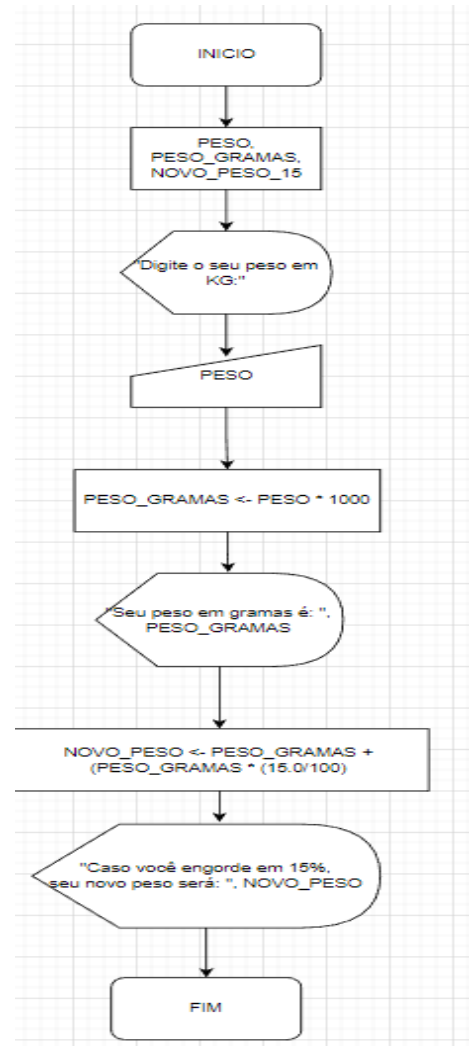 INICIO
PESO,
PESO_GRAMAS,
NOVO_PESO_15
"Digite o seu peso em
KG:"
PESO
PESO_GRAMAS <- PESO * 1000
"Seu peso em gramas é: ",
PESO_GRAMAS
NOVO_PESO <- PESO_GRAMAS +
(PESO_GRAMAS * (15.0/100)
"Caso você engorde em 15%,
seu novo peso será: ", NOVO_PESO
FIM